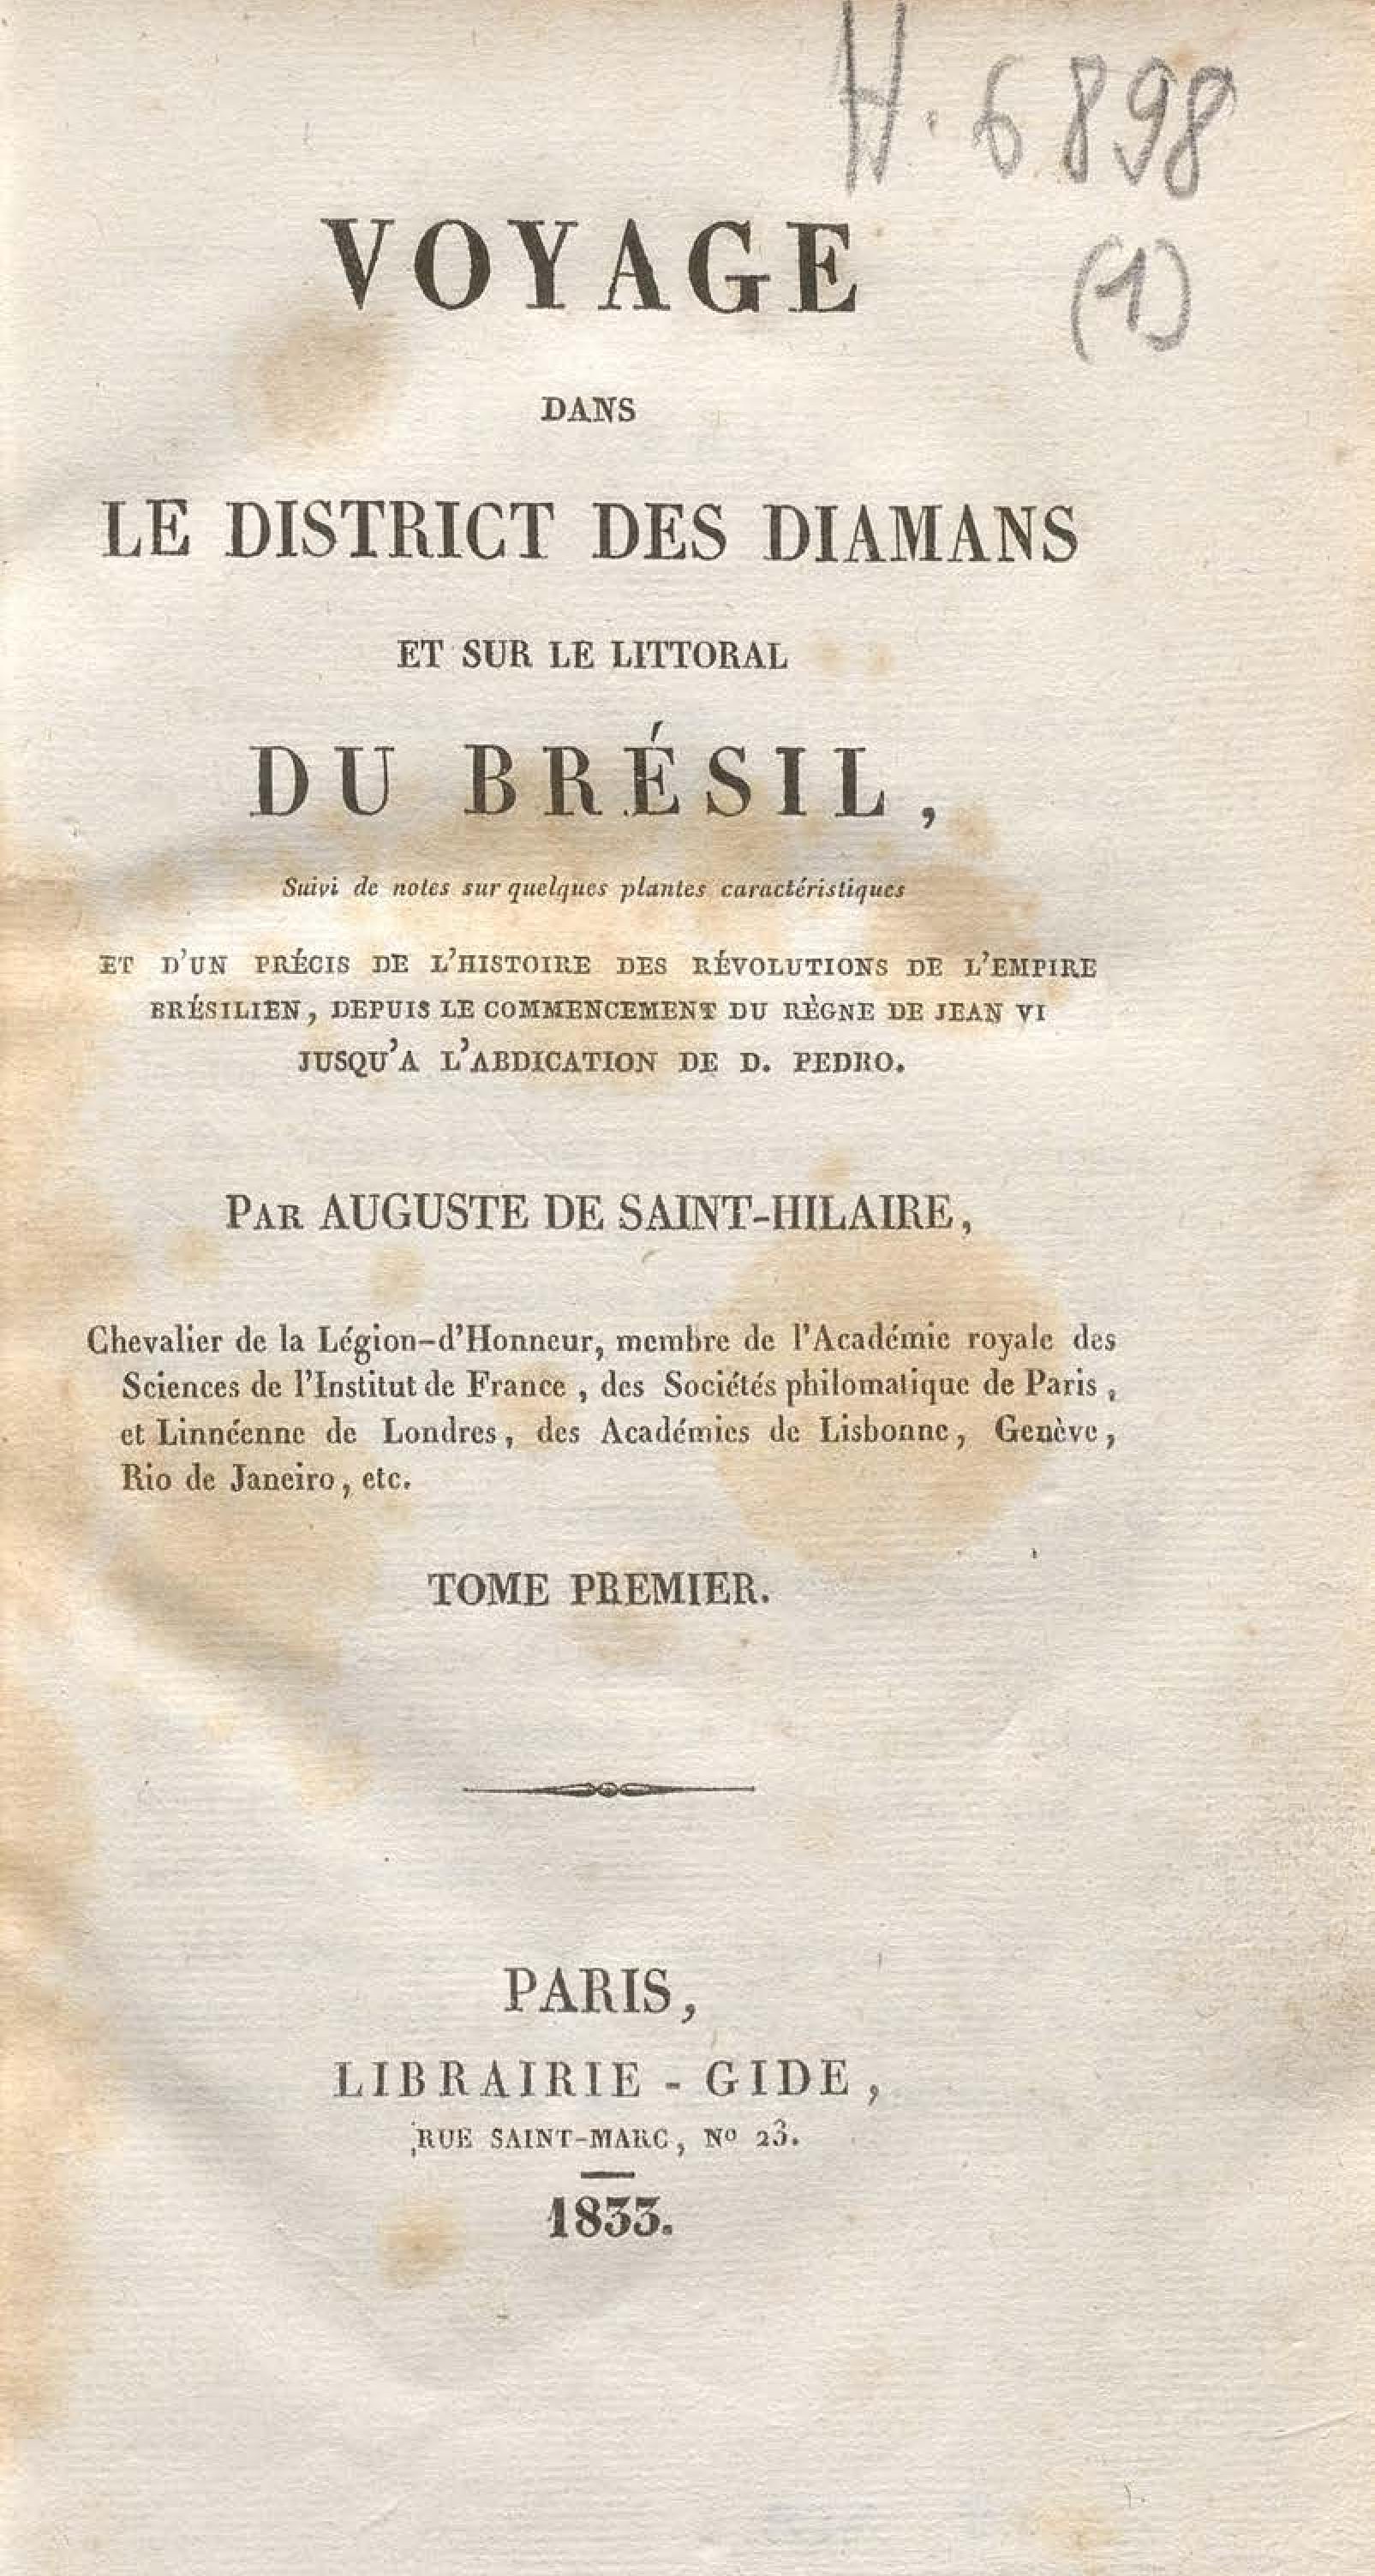 H. 6898
(1)
VOYAGE
DANS
LE DISTRICT DES DIAMANS
ET SUR LE LITTORAL
DU BRÉSIL,
Suivi de notes sur quelques plantes caractéristiques
ET D'UN PRÉCIS DE L'HISTOIRE DES RÉVOLUTIONS DE L'EMPIRE
BRÉSILIEN, DEPUIS LE COMMENCEMENT DU RÈGNE DE JEAN VI
JUSQU'A L'ABDICATION DE D. PEDRO.
PAR AUGUSTE DE SAINT-HILAIRE,
Chevalier de la Légion-d'Honneur, membre de l'Académie royale des
Sciences de l'Institut de France, des Sociétés philomatique de Paris,
et Linnéenne de Londres, des Académies de Lisbonne, Genève,
Rio de Janeiro, etc.
TOME PREMIER.
PARIS,
LIBRAIRIE-GIDE,
RUE SAINT-MARC, No 23.
1833.